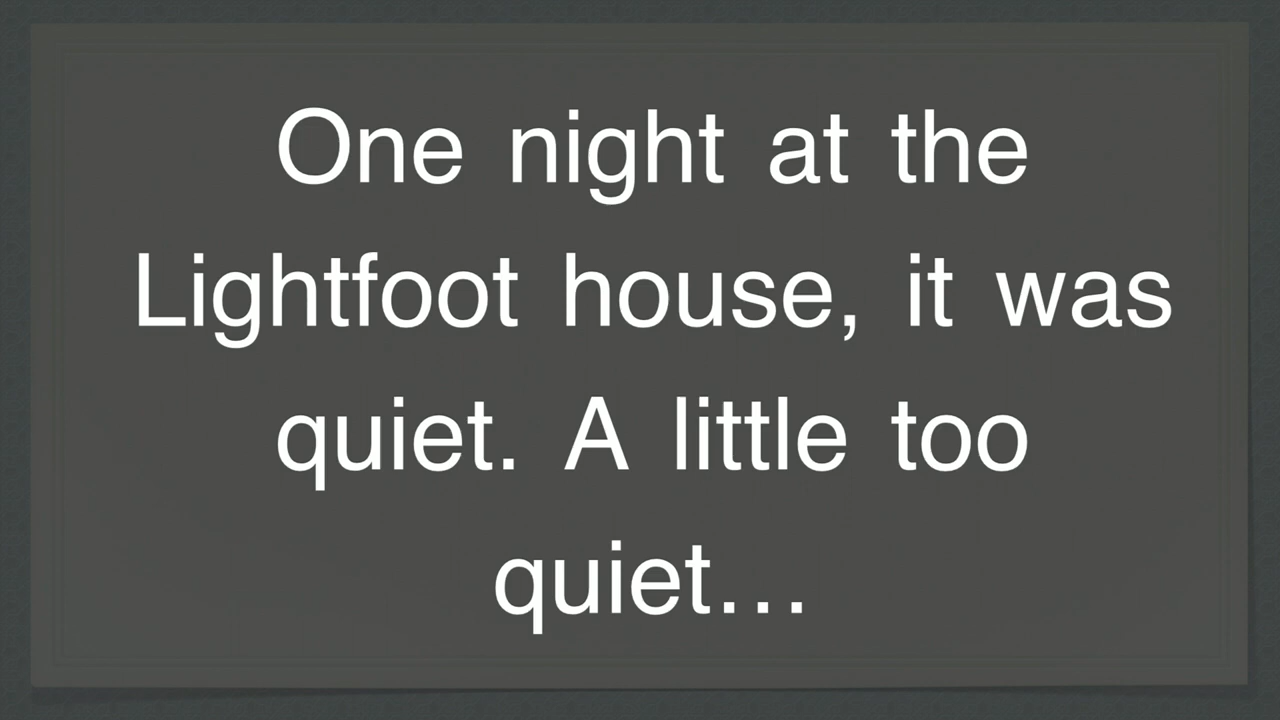 One night at the
Lightfoot house, it was
quiet. A little too
quiet…